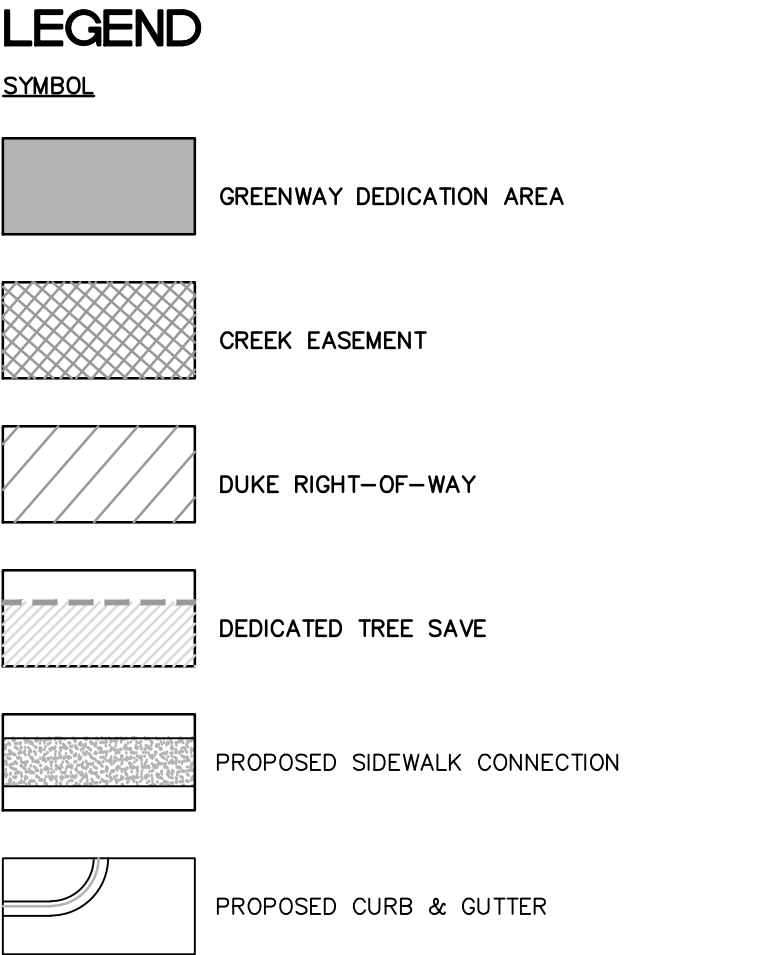 LEGEND
SYMBOL
GREENWAY DEDICATION AREA
CREEK EASEMENT
DUKE RIGHT-OF-WAY
DEDICATED TREE SAVE
PROPOSED SIDEWALK CONNECTION
PROPOSED CURB & GUTTER